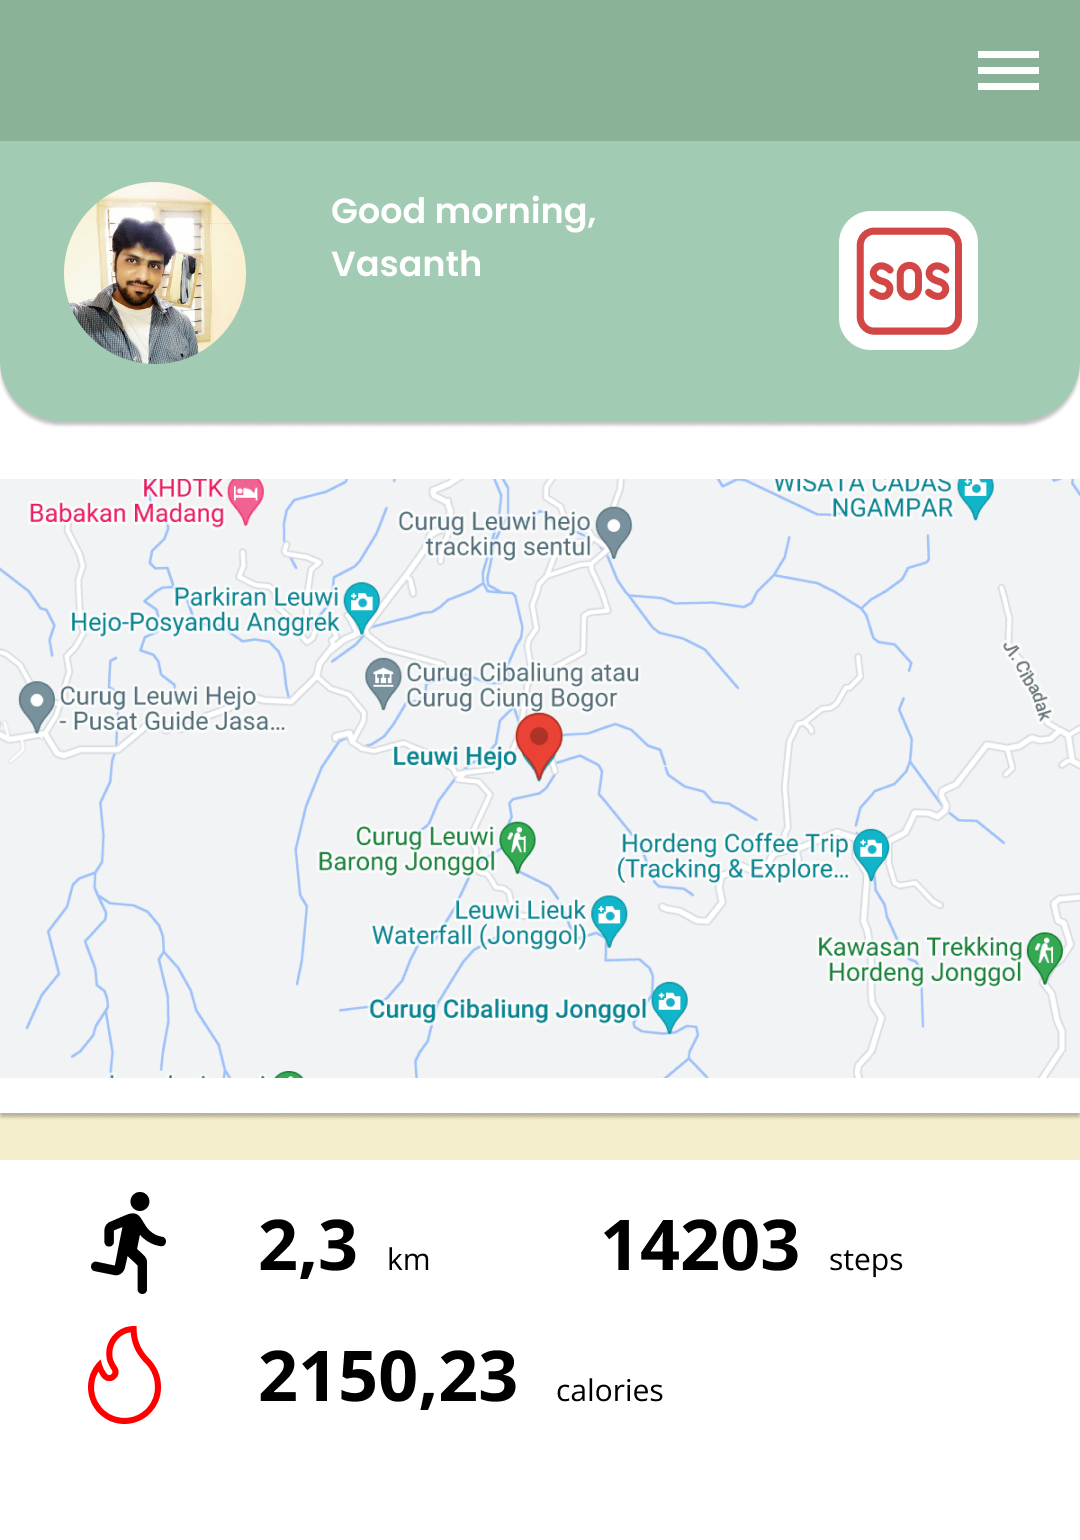 Good morning,
Vasanth
SOS
KHDTK
Babakan Madang
WISATA CADAS
NGAMPAR
Curug Leuwi hejo
tracking sentul
Parkiran Leuwi
Hejo-Posyandu Anggrek
Curug Cibaliung atau
Curug Ciung Bogor
Jl. Cibadak
Curug Leuwi Hejo
- Pusat Guide Jasa...
Leuwi Hejo
Curug Leuwi
Barong Jonggol
Hordeng Coffee Trip
(Tracking & Explore...
Leuwi Lieuk
Waterfall (Jonggol)
Kawasan Trekking
Hordeng Jonggol
Curug Cibaliung Jonggol
2,3 km
14203 steps
2150,23 calories